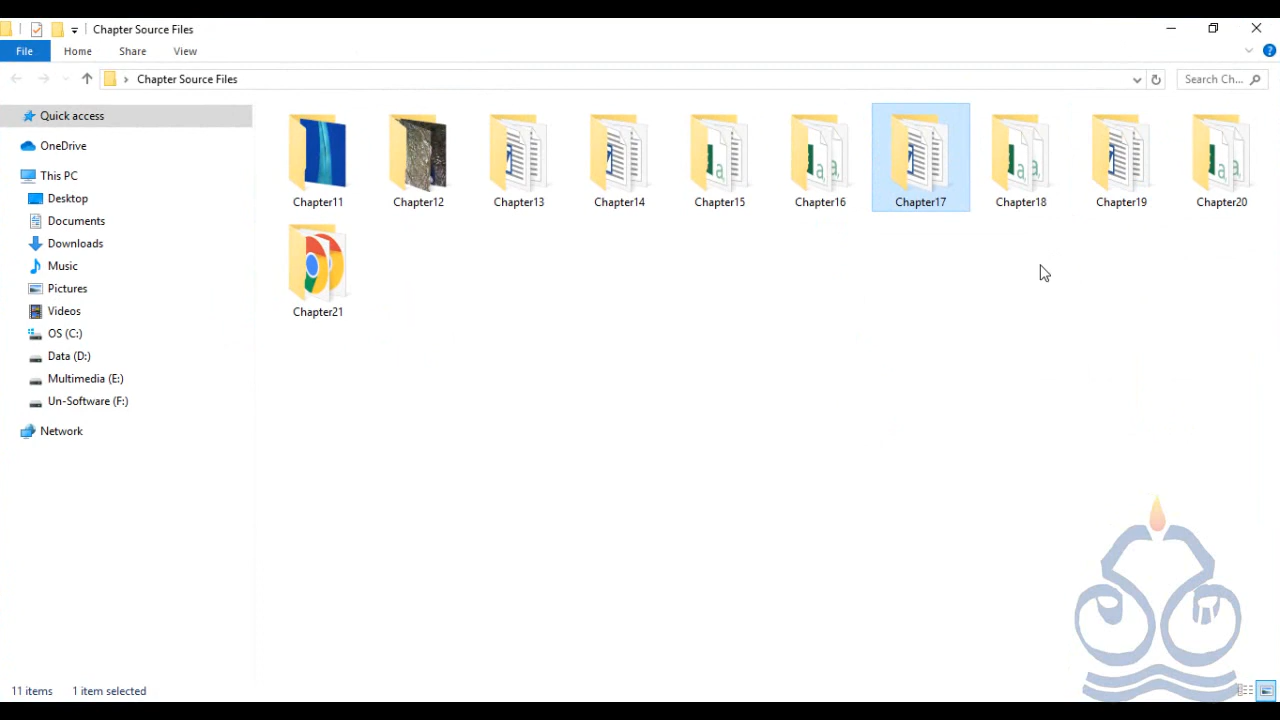 Chapter Source Files
File Home Share View
Chapter Source Files Search Ch...
Quick access
OneDrive
This PC
Desktop
Documents
Downloads
Music
Pictures
Videos
OS (C:)
Data (D:)
Multimedia (E:)
Un-Software (F:)
Network
Chapter11 Chapter12 Chapter13 Chapter14 Chapter15 Chapter16 Chapter17 Chapter18 Chapter19 Chapter20
Chapter21
11 items 1 item selected